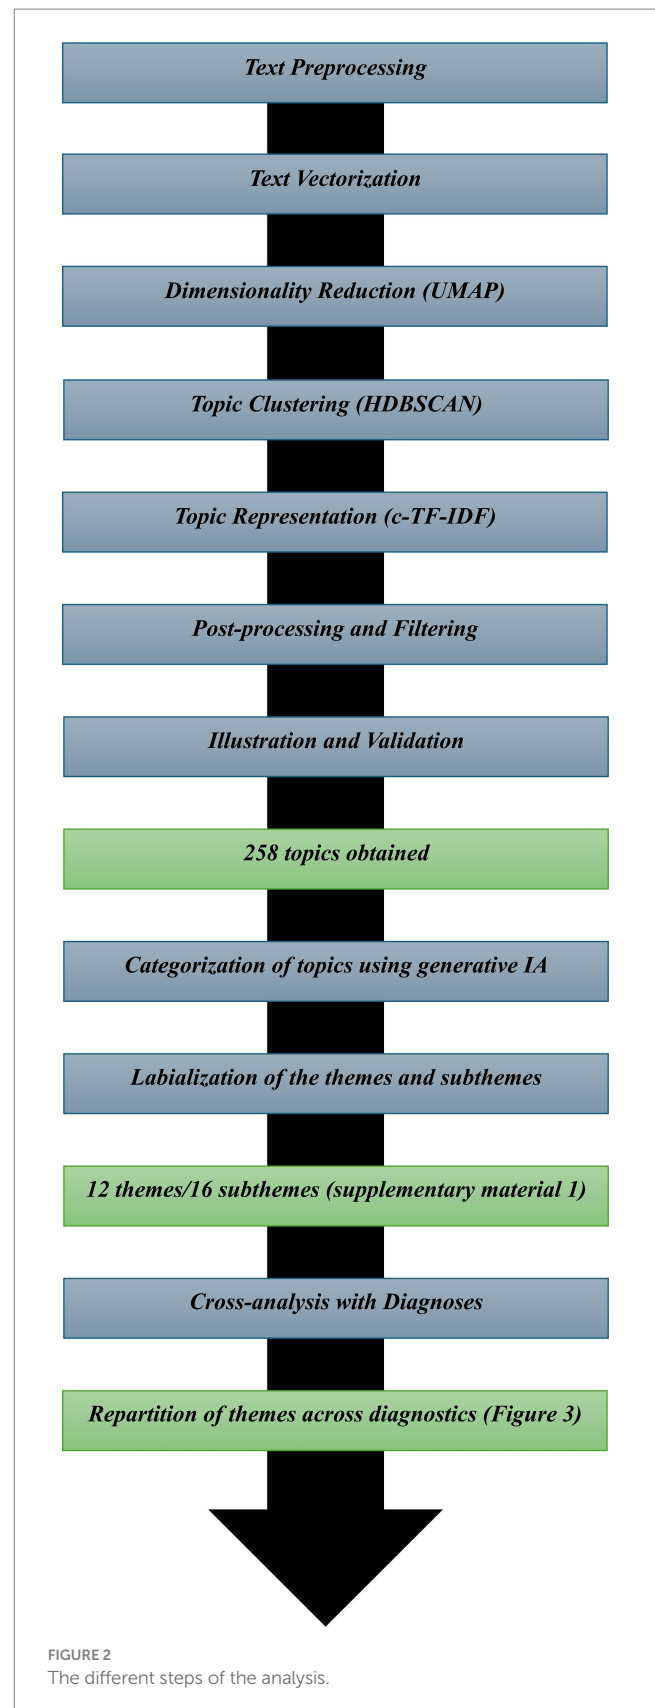 Text Preprocessing
Text Vectorization
Dimensionality Reduction (UMAP)
Topic Clustering (HDBSCAN)
Topic Representation (c-TF-IDF)
Post-processing and Filtering
Illustration and Validation
258 topics obtained
Categorization of topics using generative IA
Labialization of the themes and subthemes
12 themes/16 subthemes (supplementary material 1)
Cross-analysis with Diagnoses
Repartition of themes across diagnostics (Figure 3)
FIGURE 2
The different steps of the analysis.